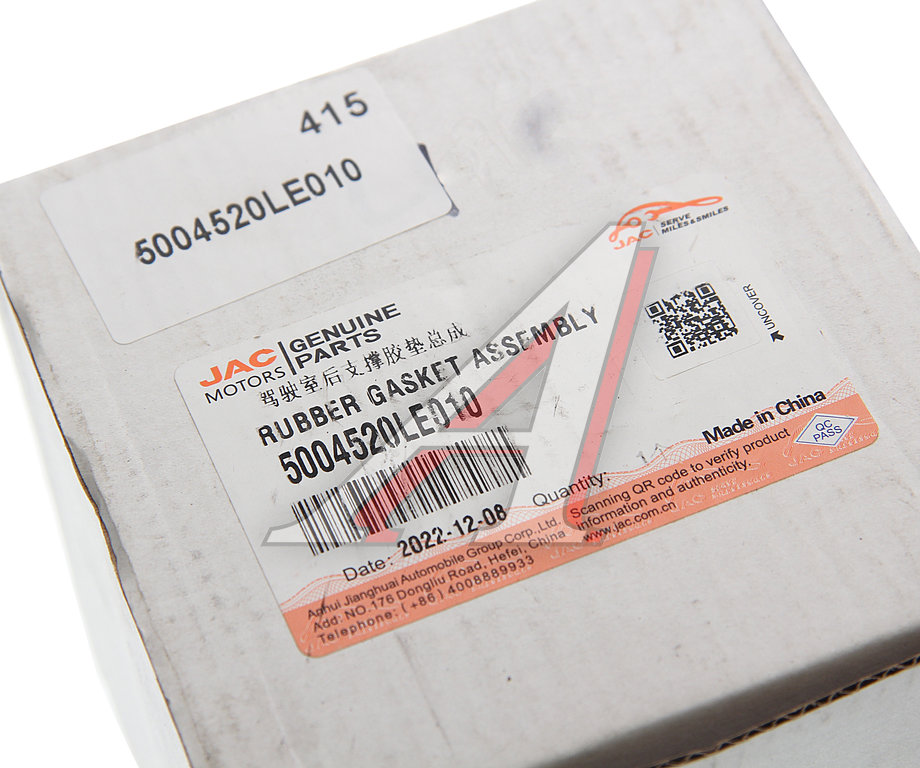 415
5004520LE010
JAC
SERVE
MILES & SMILES
JAC
MOTORS
GENUINE
PARTS
UNCOVER
驾驶室后支撑胶垫总成
RUBBER GASKET ASSEMBLY
5004520LE010
Made in China
QC
PASS
Date: 2022-12-08
Quantity:
Scanning QR code to verify product
information and authenticity.
www.jac.com.cn
Anhui Jianghuai Automobile Group Corp., Ltd.
Add: NO.176 Dongliu Road, Hefei, China
Telephone: (+86) 4008889933